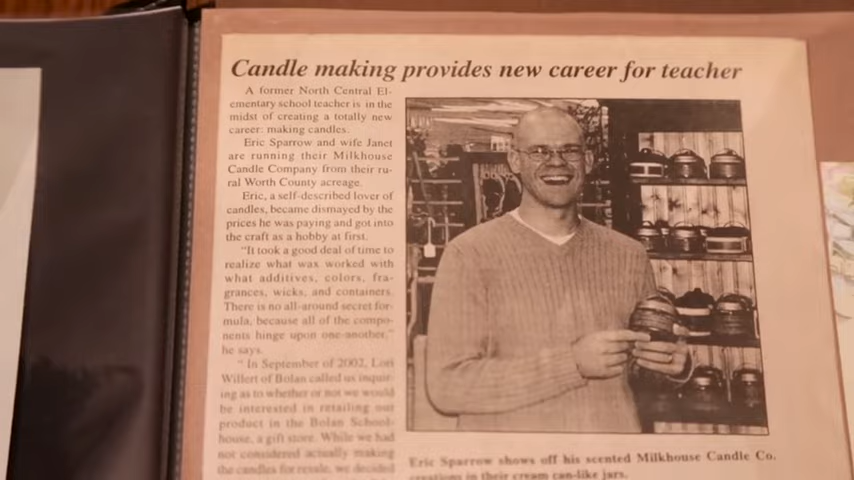 Candle making provides new career for teacher
A former North Central El-
ementary school teacher is in the
midst of creating a totally new
career: making candles.
Eric Sparrow and wife Janet
are running their Milkhouse
Candle Company from their ru-
ral Worth County acreage.
Eric, a self-described lover of
candles, became dismayed by the
prices he was paying and got into
the craft as a hobby at first.
"It took a good deal of time to
realize what wax worked with
what additives, colors, fra-
grances, wicks, and containers.
There is no all-around secret for-
mula, because all of the compo-
nents hinge upon one-another,"
he says.
" In September of 2002, Lori
Willert of Bolan called us inquir-
ing as to whether or not we would
be interested in retailing our
product in the Bolan School-
house, a gift store. While we had
not considered actually making
the candles for resale, we decided
Eric Sparrow shows off his scented Milkhouse Candle Co.
creations in their cream can-like jars.